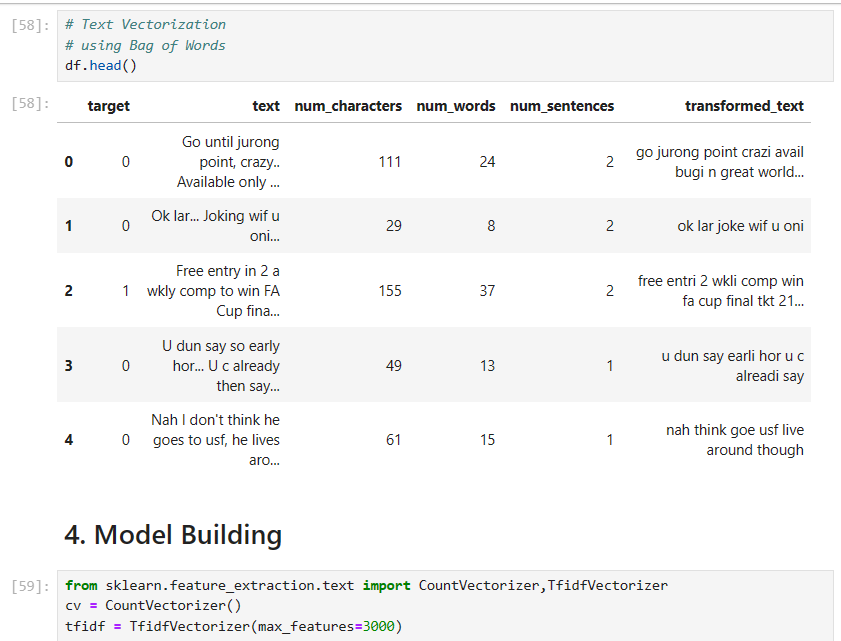 [58]: # Text Vectorization
# using Bag of Words
df.head()
[58]: target text num_characters num_words num_sentences transformed_text
0 0 Go until jurong point, crazy.. Available only ... 111 24 2 go jurong point crazi avail bugi n great world...
1 0 Ok lar... Joking wif u oni... 29 8 2 ok lar joke wif u oni
2 1 Free entry in 2 a wkly comp to win FA Cup fina... 155 37 2 free entri 2 wkli comp win fa cup final tkt 21...
3 0 U dun say so early hor... U c already then say... 49 13 1 u dun say earli hor u c alreadi say
4 0 Nah I don't think he goes to usf, he lives aro... 61 15 1 nah think goe usf live around though
4. Model Building
[59]: from sklearn.feature_extraction.text import CountVectorizer,TfidfVectorizer
cv = CountVectorizer()
tfidf = TfidfVectorizer(max_features=3000)